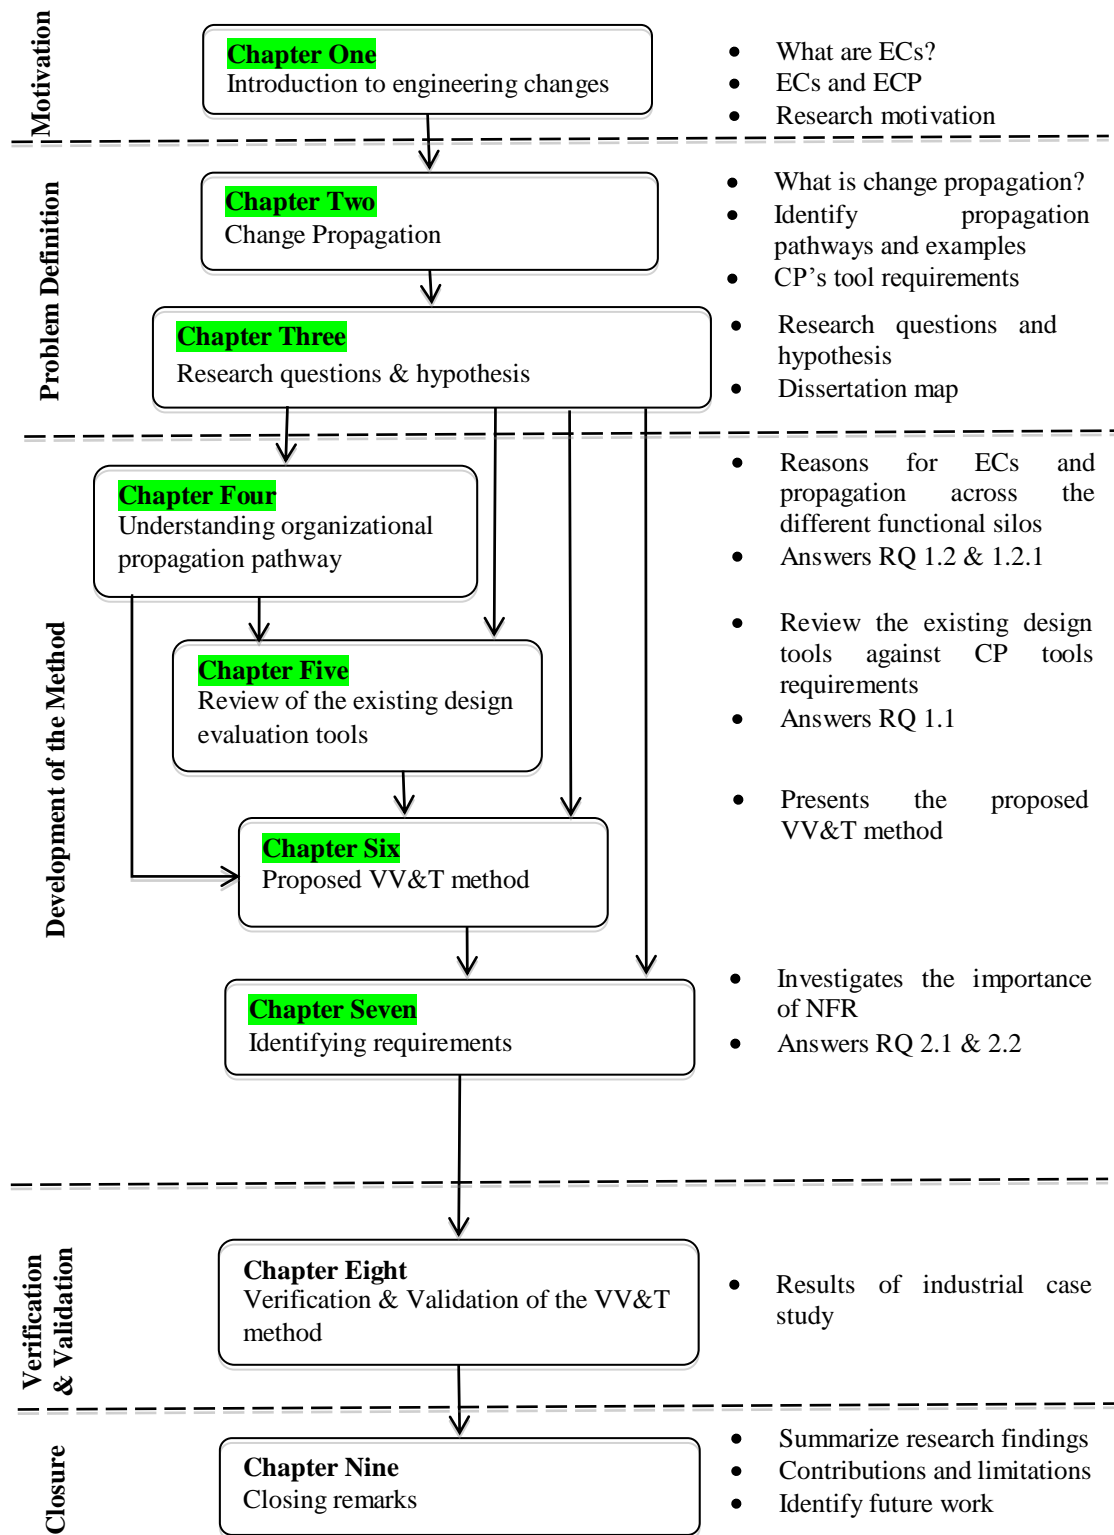 Motivation
Chapter One
Introduction to engineering changes
• What are ECs?
• ECs and ECP
• Research motivation
Problem Definition
Chapter Two
Change Propagation
• What is change propagation?
• Identify propagation
pathways and examples
• CP's tool requirements
Chapter Three
Research questions & hypothesis
• Research questions and
hypothesis
• Dissertation map
Development of the Method
Chapter Four
Understanding organizational
propagation pathway
• Reasons for ECs and
propagation across the
different functional silos
• Answers RQ 1.2 & 1.2.1
Chapter Five
Review of the existing design
evaluation tools
• Review the existing design
tools against CP tools
requirements
• Answers RQ 1.1
Chapter Six
Proposed VV&T method
• Presents the proposed
VV&T method
Chapter Seven
Identifying requirements
• Investigates the importance
of NFR
• Answers RQ 2.1 & 2.2
Verification
& Validation
Chapter Eight
Verification & Validation of the VV&T
method
• Results of industrial case
study
Closure
Chapter Nine
Closing remarks
• Summarize research findings
• Contributions and limitations
• Identify future work